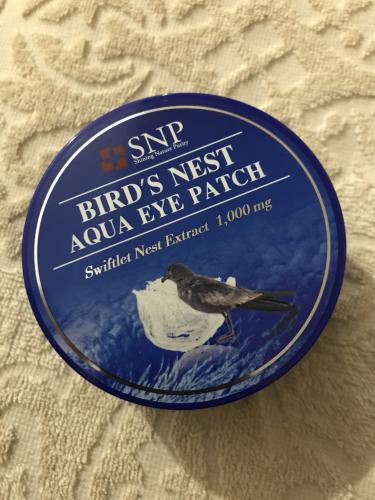 SNP
Shining Nature Purity
BIRD'S NEST
AQUA EYE PATCH
Swiftlet Nest Extract 1,000 mg